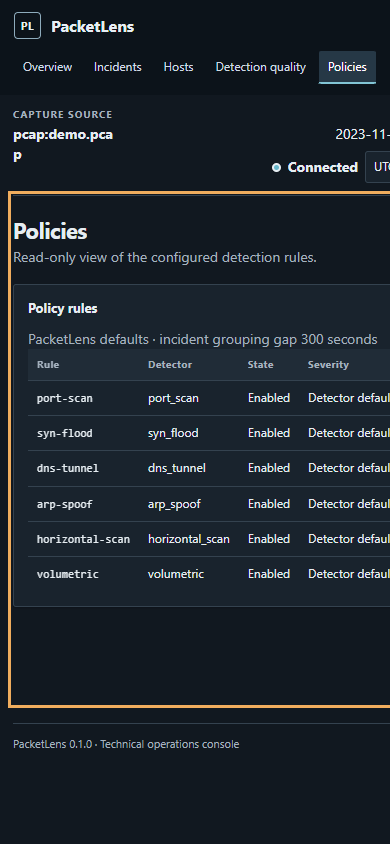 PL PacketLens
Overview Incidents Hosts Detection quality Policies
CAPTURE SOURCE
pcap:demo.pca
p
2023-11-
Connected UTC
Policies
Read-only view of the configured detection rules.
Policy rules
PacketLens defaults · incident grouping gap 300 seconds
Rule Detector State Severity
port-scan port_scan Enabled Detector defaul
syn-flood syn_flood Enabled Detector defaul
dns-tunnel dns_tunnel Enabled Detector defaul
arp-spoof arp_spoof Enabled Detector defaul
horizontal-scan horizontal_scan Enabled Detector defaul
volumetric volumetric Enabled Detector defaul
PacketLens 0.1.0 · Technical operations console